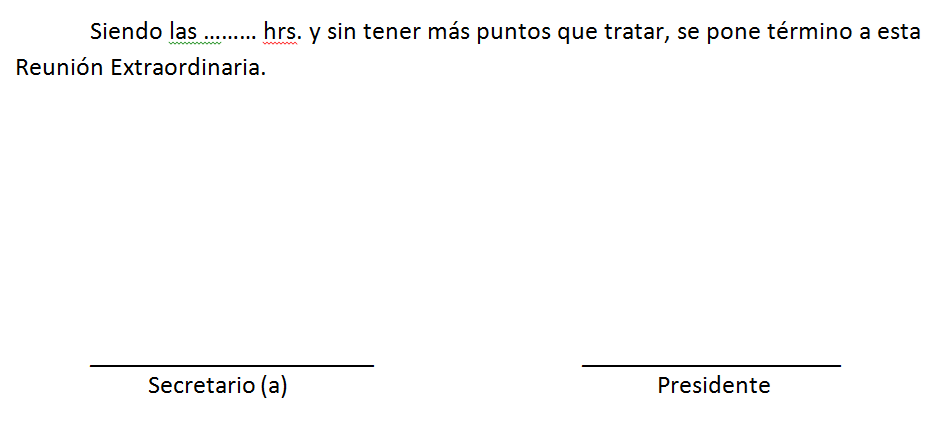 Siendo las ……… hrs. y sin tener más puntos que tratar, se pone término a esta
Reunión Extraordinaria.
Secretario (a) Presidente